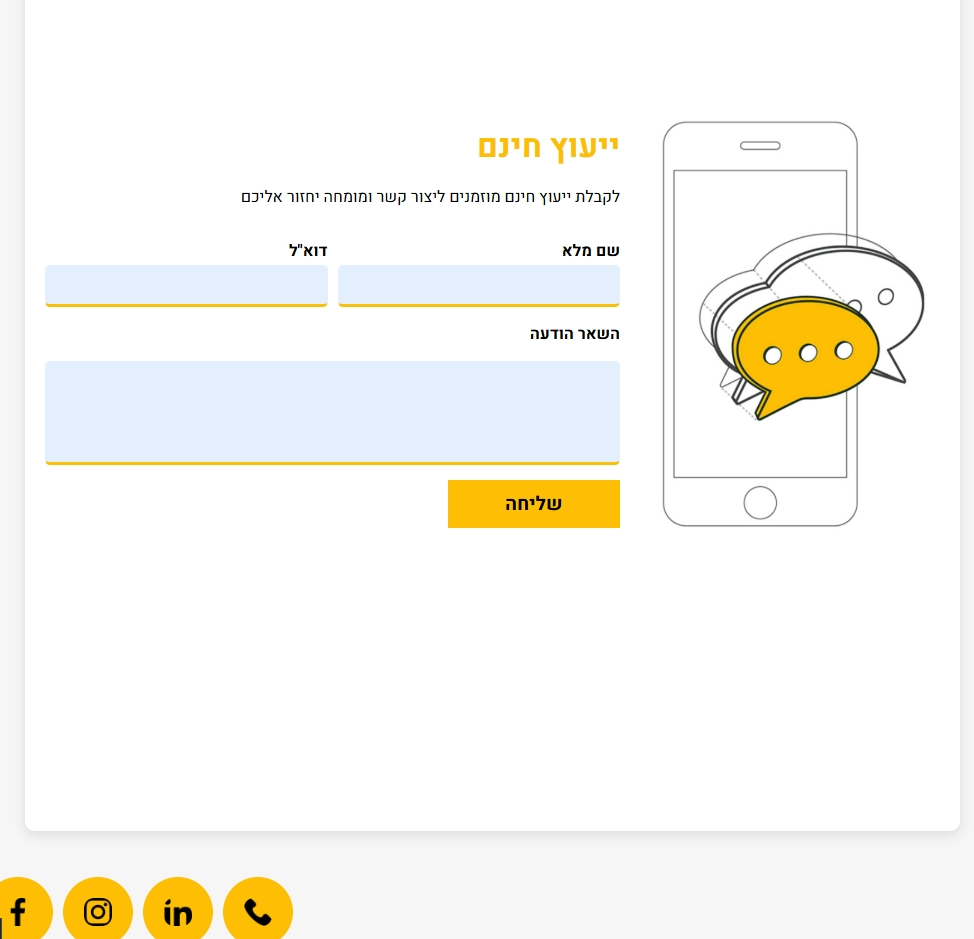 ייעוץ חינם
לקבלת ייעוץ חינם מוזמנים ליצור קשר ומומחה יחזור אליכם
שם מלא
דוא"ל
השאר הודעה
שליחה